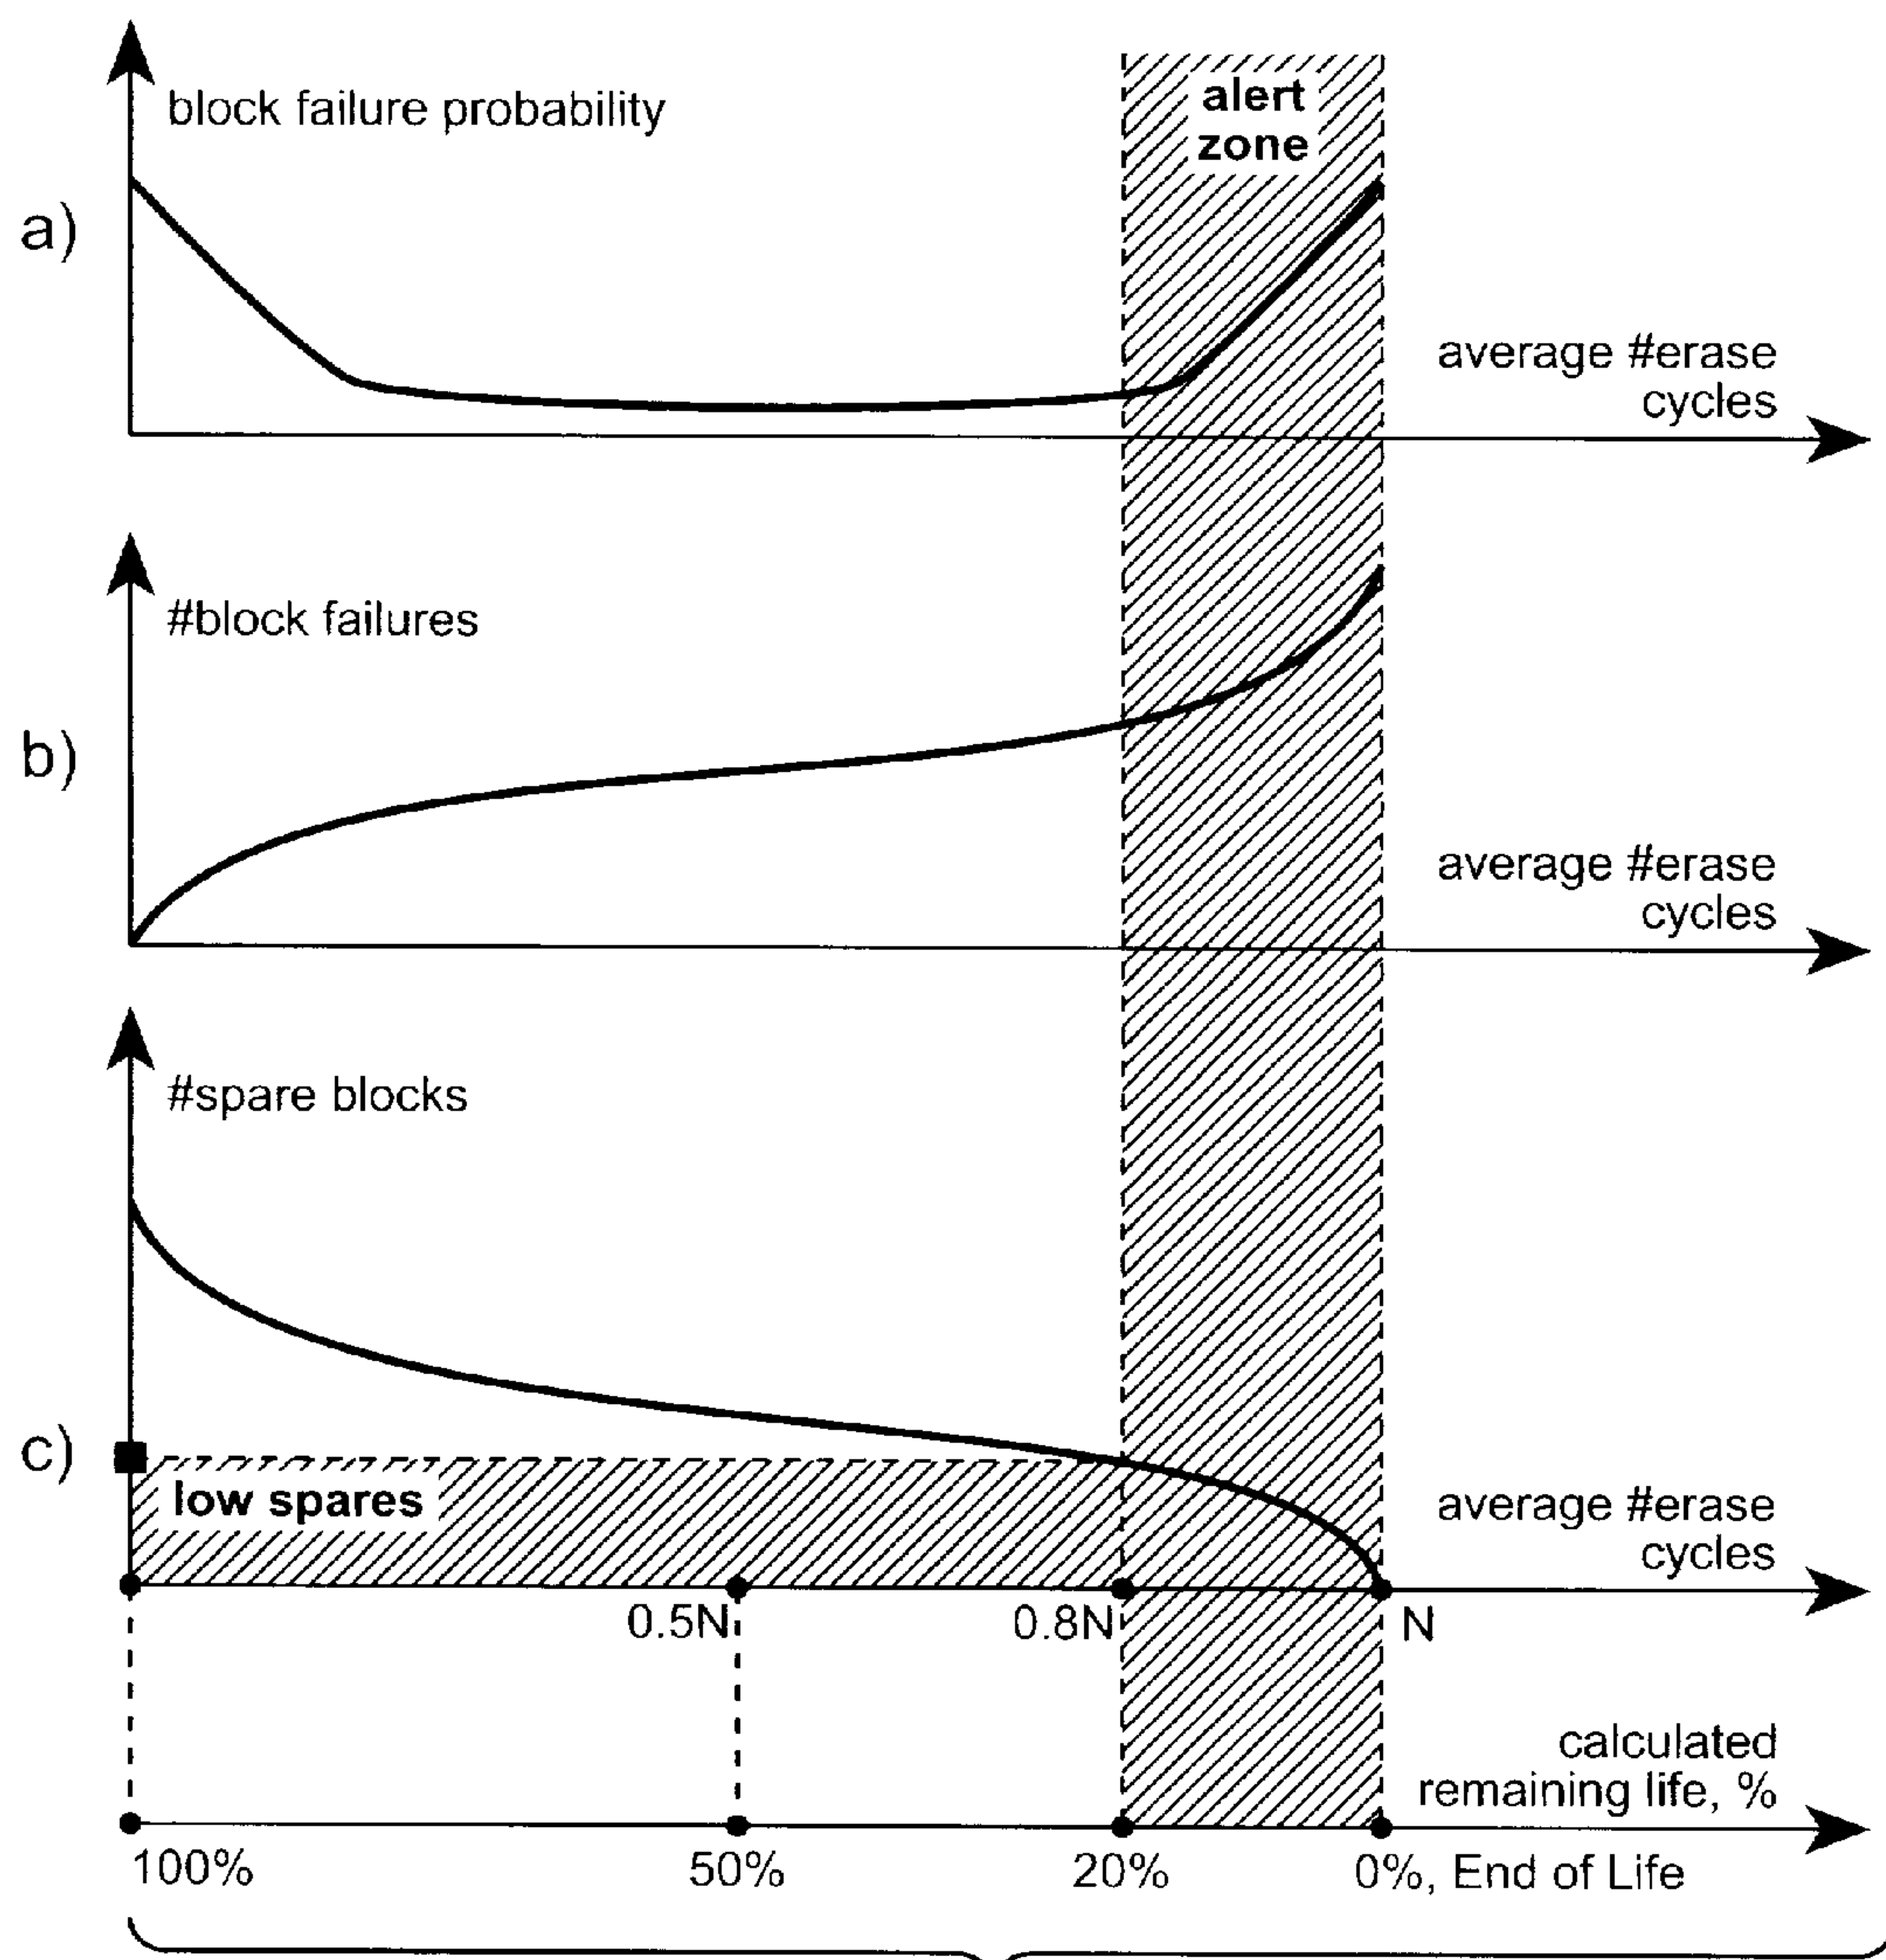 block failure probability
alert
zone
a)
average #erase
cycles
#block failures
b)
average #erase
cycles
#spare blocks
c)
low spares
average #erase
cycles
0.5N
0.8N
N
calculated
remaining life, %
100%
50%
20%
0%, End of Life